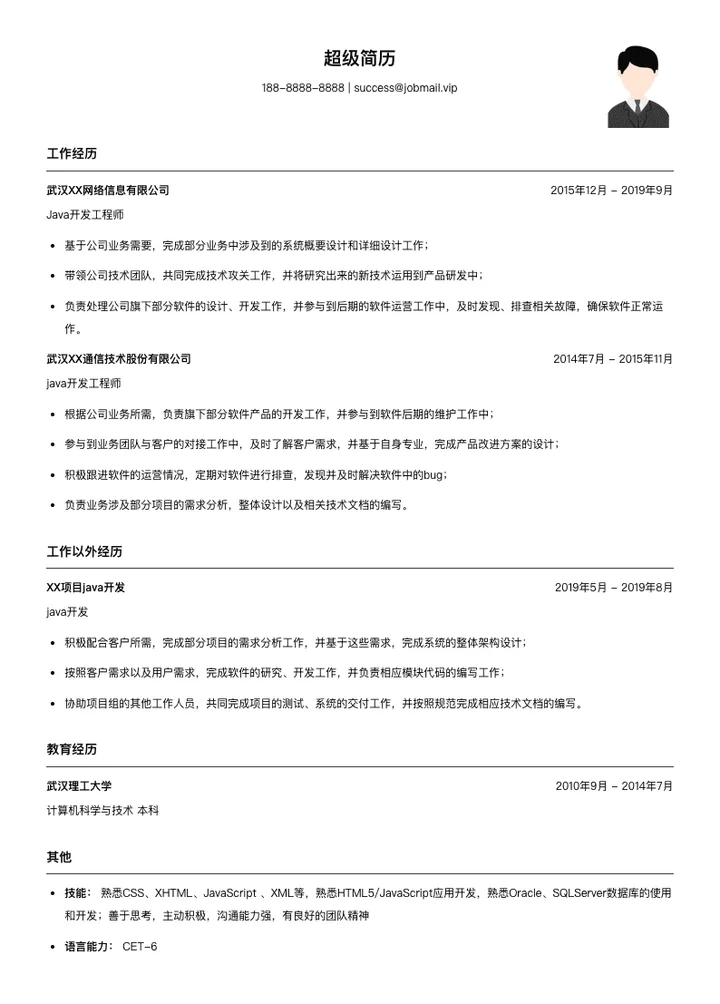 超级简历
188-8888-8888 | success@jobmail.vip
工作经历
武汉XX网络信息有限公司 2015年12月 - 2019年9月
Java开发工程师
• 基于公司业务需要，完成部分业务中涉及到的系统概要设计和详细设计工作；
• 带领公司技术团队，共同完成技术攻关工作，并将研究出来的新技术运用到产品研发中；
• 负责处理公司旗下部分软件的设计、开发工作，并参与到后期的软件运营工作中，及时发现、排查相关故障，确保软件正常运
作。
武汉XX通信技术股份有限公司 2014年7月 - 2015年11月
java开发工程师
• 根据公司业务所需，负责旗下部分软件产品的开发工作，并参与到软件后期的维护工作中；
• 参与到业务团队与客户的对接工作中，及时了解客户需求，并基于自身专业，完成产品改进方案的设计；
• 积极跟进软件的运营情况，定期对软件进行排查，发现并及时解决软件中的bug；
• 负责业务涉及部分项目的需求分析，整体设计以及相关技术文档的编写。
工作以外经历
XX项目java开发 2019年5月 - 2019年8月
java开发
• 积极配合客户所需，完成部分项目的需求分析工作，并基于这些需求，完成系统的整体架构设计；
• 按照客户需求以及用户需求，完成软件的研究、开发工作，并负责相应模块代码的编写工作；
• 协助项目组的其他工作人员，共同完成项目的测试、系统的交付工作，并按照规范完成相应技术文档的编写。
教育经历
武汉理工大学 2010年9月 - 2014年7月
计算机科学与技术 本科
其他
• 技能： 熟悉CSS、XHTML、JavaScript 、XML等，熟悉HTML5/JavaScript应用开发，熟悉Oracle、SQLServer数据库的使用
和开发；善于思考，主动积极，沟通能力强，有良好的团队精神
• 语言能力： CET-6